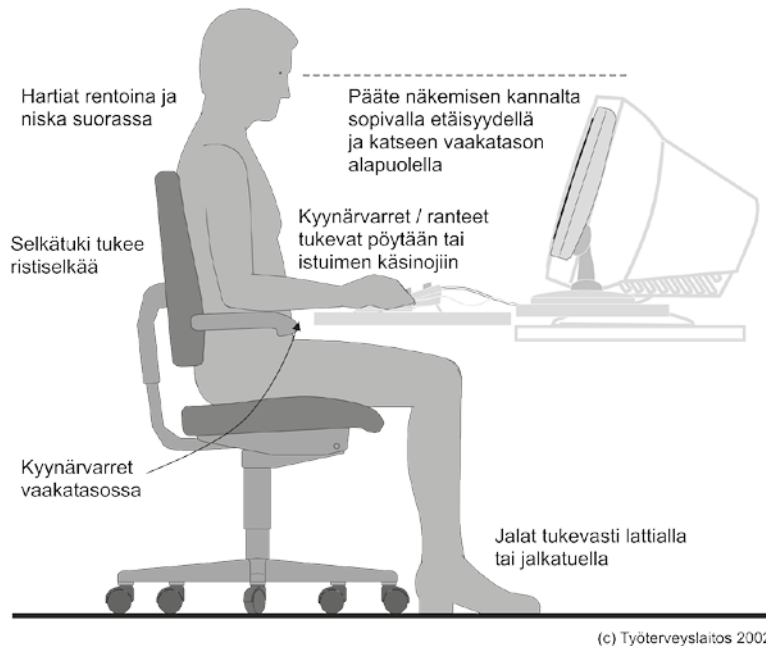 Hartiat rentoina ja
niska suorassa
Pääte näkemisen kannalta
sopivalla etäisyydellä
ja katseen vaakatason
alapuolella
Selkätuki tukee
ristiselkää
Kyynärvarret / ranteet
tukevat pöytään tai
istuimen käsinojiin
Kyynärvarret
vaakatasossa
Jalat tukevasti lattialla
tai jalkatuella
(c) Työterveyslaitos 2002